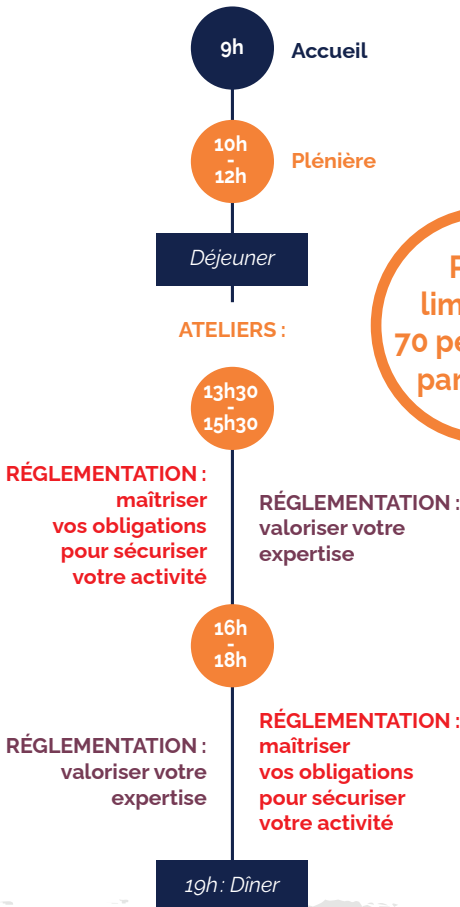 9h
Accueil
10h
-
12h
Plénière
Déjeuner
ATELIERS :
70
13h30
-
15h30
RÉGLEMENTATION :
maîtriser
vos obligations
pour sécuriser
votre activité
RÉGLEMENTATION :
valoriser votre
expertise
16h
-
18h
RÉGLEMENTATION :
valoriser votre
expertise
RÉGLEMENTATION :
maîtriser
vos obligations
pour sécuriser
votre activité
19h : Dîner